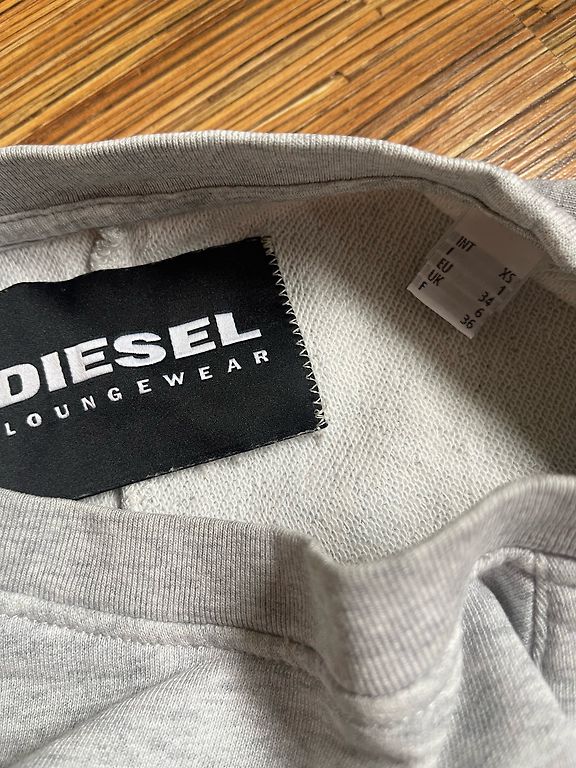 DIESEL
LOUNGEWEAR
INT XS
I 1
EU 34
UK 6
F 36